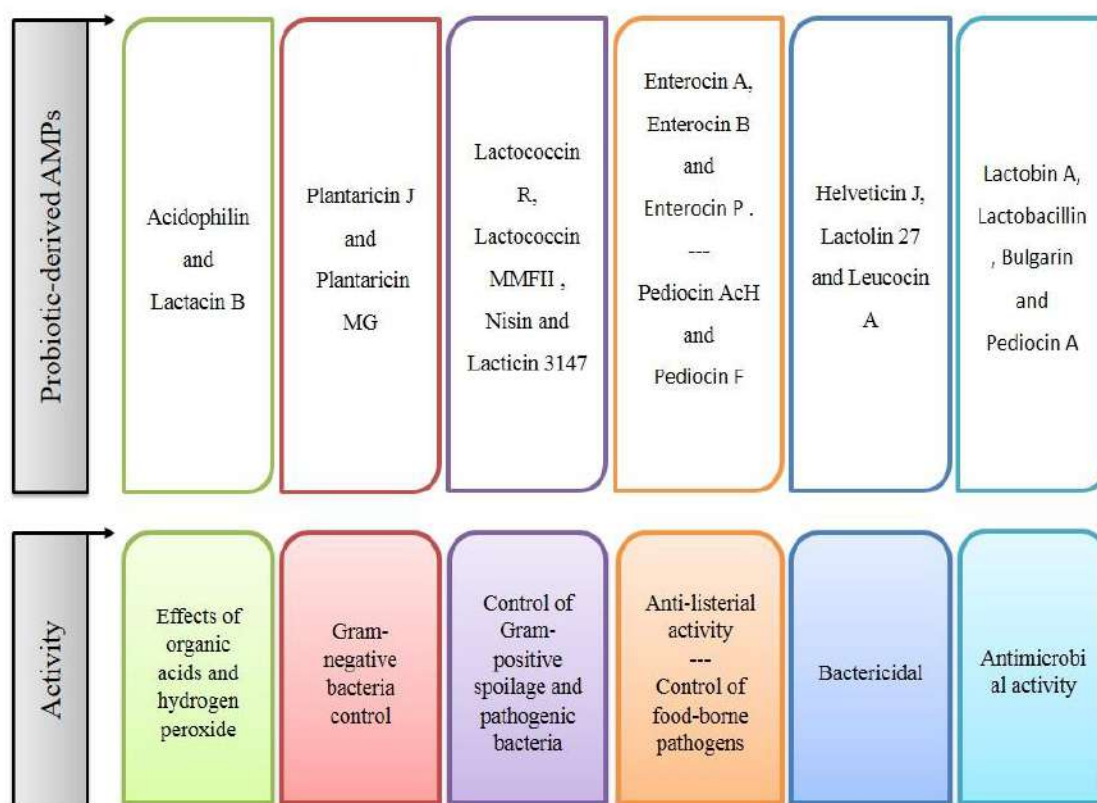 Probiotic-derived AMPs
Acidophilin
and
Lactacin B
Plantaricin J
and
Plantaricin
MG
Lactococcin
R,
Lactococcin
MMFII ,
Nisin and
Lacticin 3147
Enterocin A,
Enterocin B
and
Enterocin P .
---
Pediocin AcH
and
Pediocin F
Helveticin J,
Lactolin 27
and Leucocin
A
Lactobin A,
Lactobacillin
, Bulgarin
and
Pediocin A
Activity
Effects of
organic
acids and
hydrogen
peroxide
Gram-
negative
bacteria
control
Control of
Gram-
positive
spoilage and
pathogenic
bacteria
Anti-listerial
activity
---
Control of
food-borne
pathogens
Bactericidal
Antimicrobi
al activity